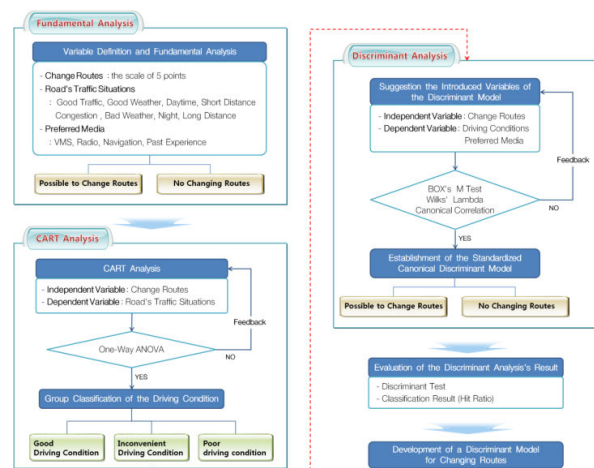 Fundamental Analysis
Variable Definition and Fundamental Analysis
- Change Routes : the scale of 5 points
- Road's Traffic Situations
: Good Traffic, Good Weather, Daytime, Short Distance
Congestion , Bad Weather, Night, Long Distance
- Preferred Media
: VMS, Radio, Navigation, Past Experience
Possible to Change Routes
No Changing Routes
CART Analysis
CART Analysis
- Independent Variable : Change Routes
- Dependent Variable : Road's Traffic Situations
Feedback
One-Way ANOVA
NO
YES
Group Classification of the Driving Condition
Good
Driving Condition
Inconvenient
Driving Condition
Poor
driving condition
Discriminant Analysis
Suggestion the Introduced Variables of
the Discriminant Model
- Independent Variable : Change Routes
- Dependent Variable : Driving Conditions
Preferred Media
Feedback
BOX's M Test
Wilks' Lambda
Canonical Correlation
NO
YES
Establishment of the Standardized
Canonical Discriminant Model
Possible to Change Routes
No Changing Routes
Evaluation of the Discriminant Analysis's Result
- Discriminant Test
- Classification Result (Hit Ratio)
Development of a Discriminant Model
for Changing Routes